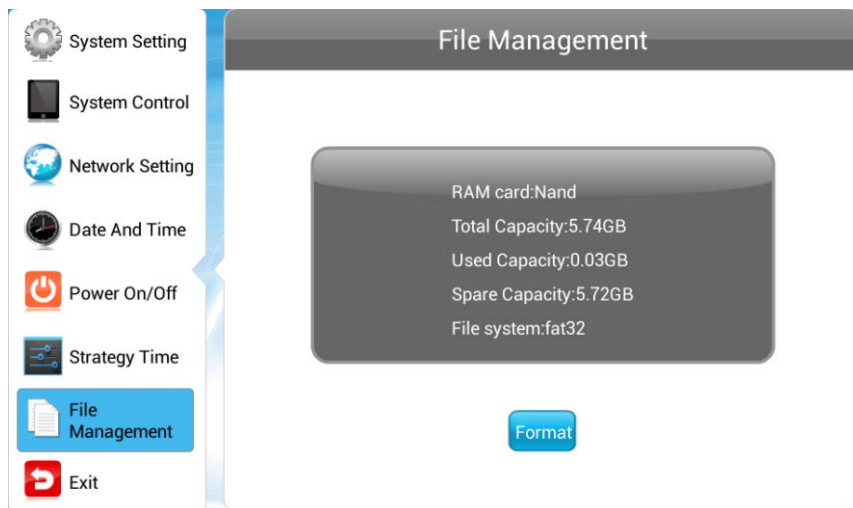 System Setting
System Control
Network Setting
Date And Time
Power On/Off
Strategy Time
File
Management
Exit
File Management
RAM card:Nand
Total Capacity:5.74GB
Used Capacity:0.03GB
Spare Capacity:5.72GB
File system:fat32
Format